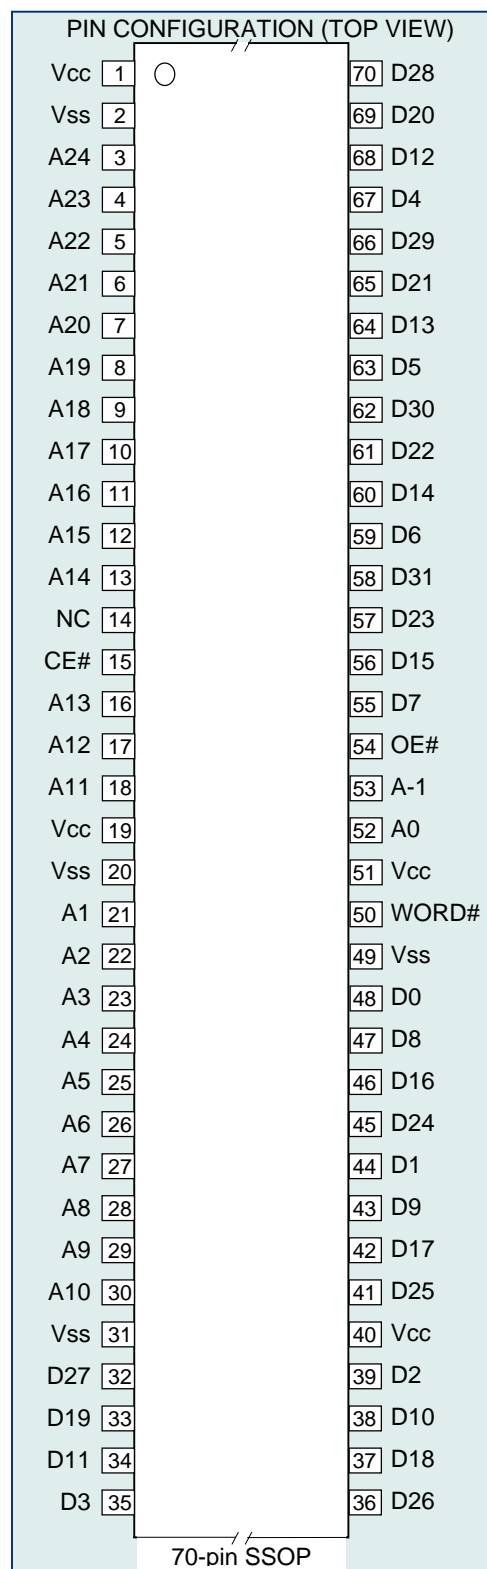 PIN CONFIGURATION (TOP VIEW)
Vcc 1 70 D28
Vss 2 69 D20
A24 3 68 D12
A23 4 67 D4
A22 5 66 D29
A21 6 65 D21
A20 7 64 D13
A19 8 63 D5
A18 9 62 D30
A17 10 61 D22
A16 11 60 D14
A15 12 59 D6
A14 13 58 D31
NC 14 57 D23
CE# 15 56 D15
A13 16 55 D7
A12 17 54 OE#
A11 18 53 A-1
Vcc 19 52 A0
Vss 20 51 Vcc
A1 21 50 WORD#
A2 22 49 Vss
A3 23 48 D0
A4 24 47 D8
A5 25 46 D16
A6 26 45 D24
A7 27 44 D1
A8 28 43 D9
A9 29 42 D17
A10 30 41 D25
Vss 31 40 Vcc
D27 32 39 D2
D19 33 38 D10
D11 34 37 D18
D3 35 36 D26
70-pin SSOP